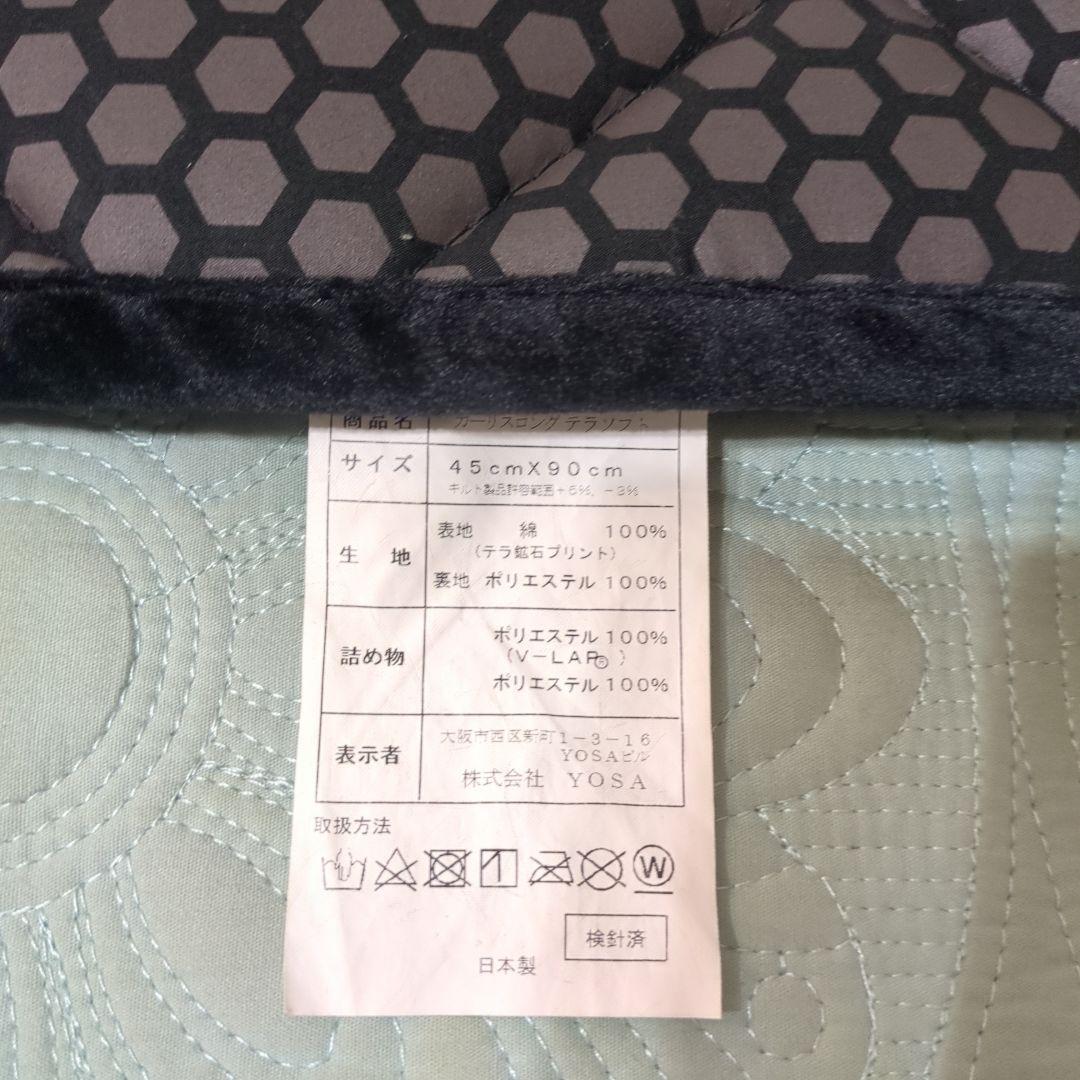 商品名 ガーリスロング テラソフト
サイズ 45cmX90cm
キルト製品許容範囲+5%, -3%
生 地
表地 綿 100%
(テラ鉱石プリント)
裏地 ポリエステル 100%
詰め物
ポリエステル 100%
(V-LAP® )
ポリエステル 100%
表示者
大阪市西区新町1-3-16
YOSAビル
株式会社 YOSA
取扱方法
W
検針済
日本製